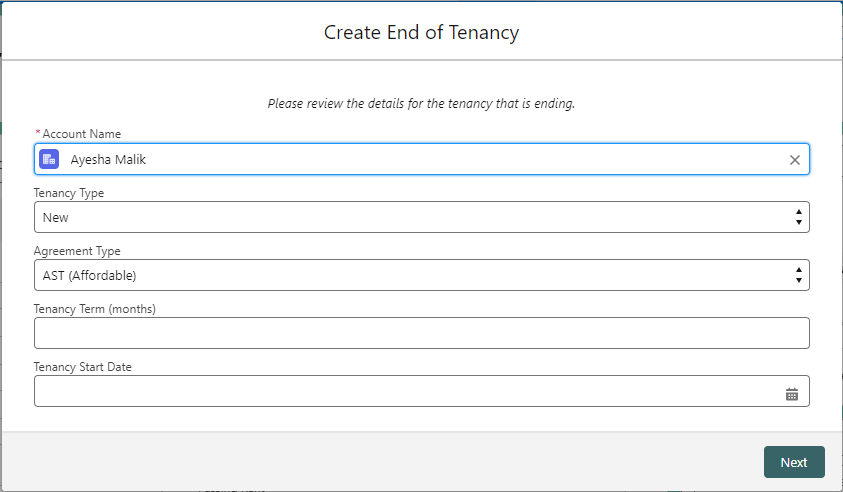 Create End of Tenancy
Please review the details for the tenancy that is ending.
*Account Name
Ayesha Malik
Tenancy Type
New
Agreement Type
AST (Affordable)
Tenancy Term (months)
Tenancy Start Date
Next